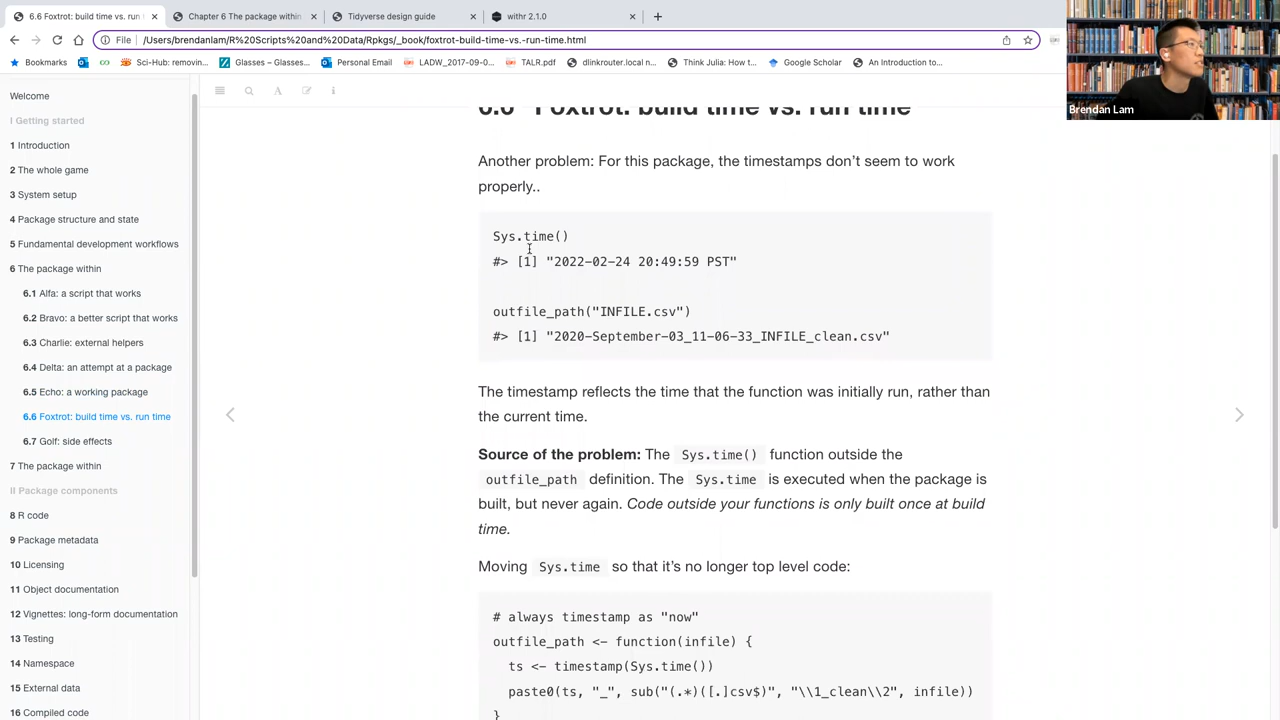 6.6 Foxtrot: build time vs. run
Chapter 6 The package within
Tidyverse design guide
withr 2.1.0
File
/Users/brendanlam/R%20Scripts%20and%20Data/Rpkgs/_book/foxtrot-build-time-vs.-run-time.html
Bookmarks
Sci-Hub: removin...
Glasses – Glasses...
Personal Email
LADW_2017-09-0...
TALR.pdf
dlinkrouter.local n...
Think Julia: How t...
Google Scholar
An Introduction to...
Brendan Lam
Welcome
I Getting started
1 Introduction
2 The whole game
3 System setup
4 Package structure and state
5 Fundamental development workflows
6 The package within
6.1 Alfa: a script that works
6.2 Bravo: a better script that works
6.3 Charlie: external helpers
6.4 Delta: an attempt at a package
6.5 Echo: a working package
6.6 Foxtrot: build time vs. run time
6.7 Golf: side effects
7 The package within
II Package components
8 R code
9 Package metadata
10 Licensing
11 Object documentation
12 Vignettes: long-form documentation
13 Testing
14 Namespace
15 External data
16 Compiled code
6.6 Foxtrot: build time vs. run time
Another problem: For this package, the timestamps don't seem to work
properly..
Sys.time()
#> [1] "2022-02-24 20:49:59 PST"
outfile_path("INFILE.csv")
#> [1] "2020-September-03_11-06-33_INFILE_clean.csv"
The timestamp reflects the time that the function was initially run, rather than
the current time.
Source of the problem: The Sys.time() function outside the
outfile_path definition. The Sys.time is executed when the package is
built, but never again. Code outside your functions is only built once at build
time.
Moving Sys.time so that it's no longer top level code:
# always timestamp as "now"
outfile_path <- function(infile) {
ts <- timestamp(Sys.time())
paste0(ts, "_", sub("(.*)([.]csv$)", "\\1_clean\\2", infile))
}